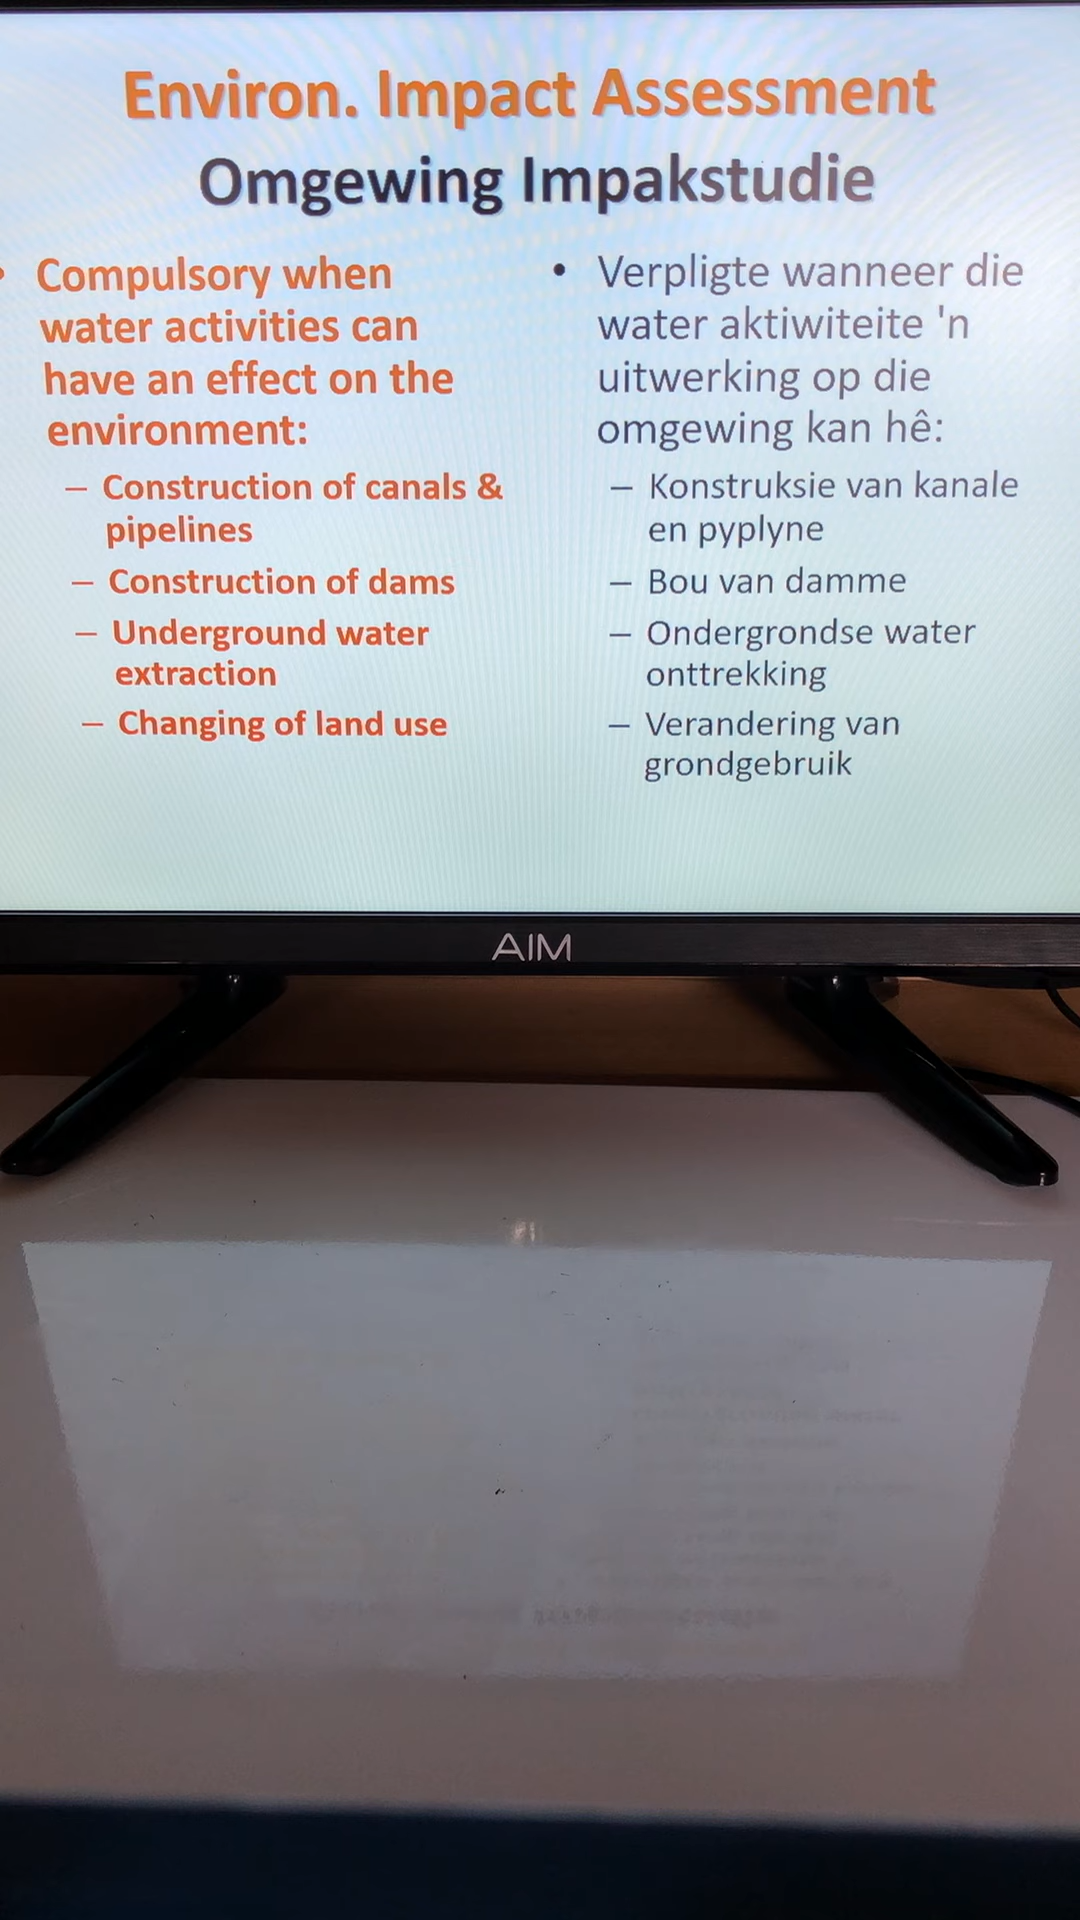 Environ. Impact Assessment
Omgewing Impakstudie
• Compulsory when
water activities can
have an effect on the
environment:
– Construction of canals &
pipelines
– Construction of dams
– Underground water
extraction
– Changing of land use
• Verpligte wanneer die
water aktiwiteite 'n
uitwerking op die
omgewing kan hê:
– Konstruksie van kanale
en pyplyne
– Bou van damme
– Ondergrondse water
onttrekking
– Verandering van
grondgebruik
AIM